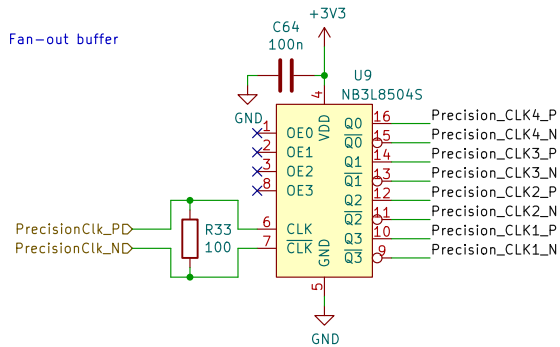 Fan-out buffer
+3V3
C64
100n
GND
U9
NB3L8504S
4
VDD
1 OE0
2 OE1
3 OE2
8 OE3
6 CLK
7 CLK
GND
5
GND
Q0 16 Precision_CLK4_P
Q0 15 Precision_CLK4_N
Q1 14 Precision_CLK3_P
Q1 13 Precision_CLK3_N
Q2 12 Precision_CLK2_P
Q2 11 Precision_CLK2_N
Q3 10 Precision_CLK1_P
Q3 9 Precision_CLK1_N
PrecisionClk_P
PrecisionClk_N
R33
100